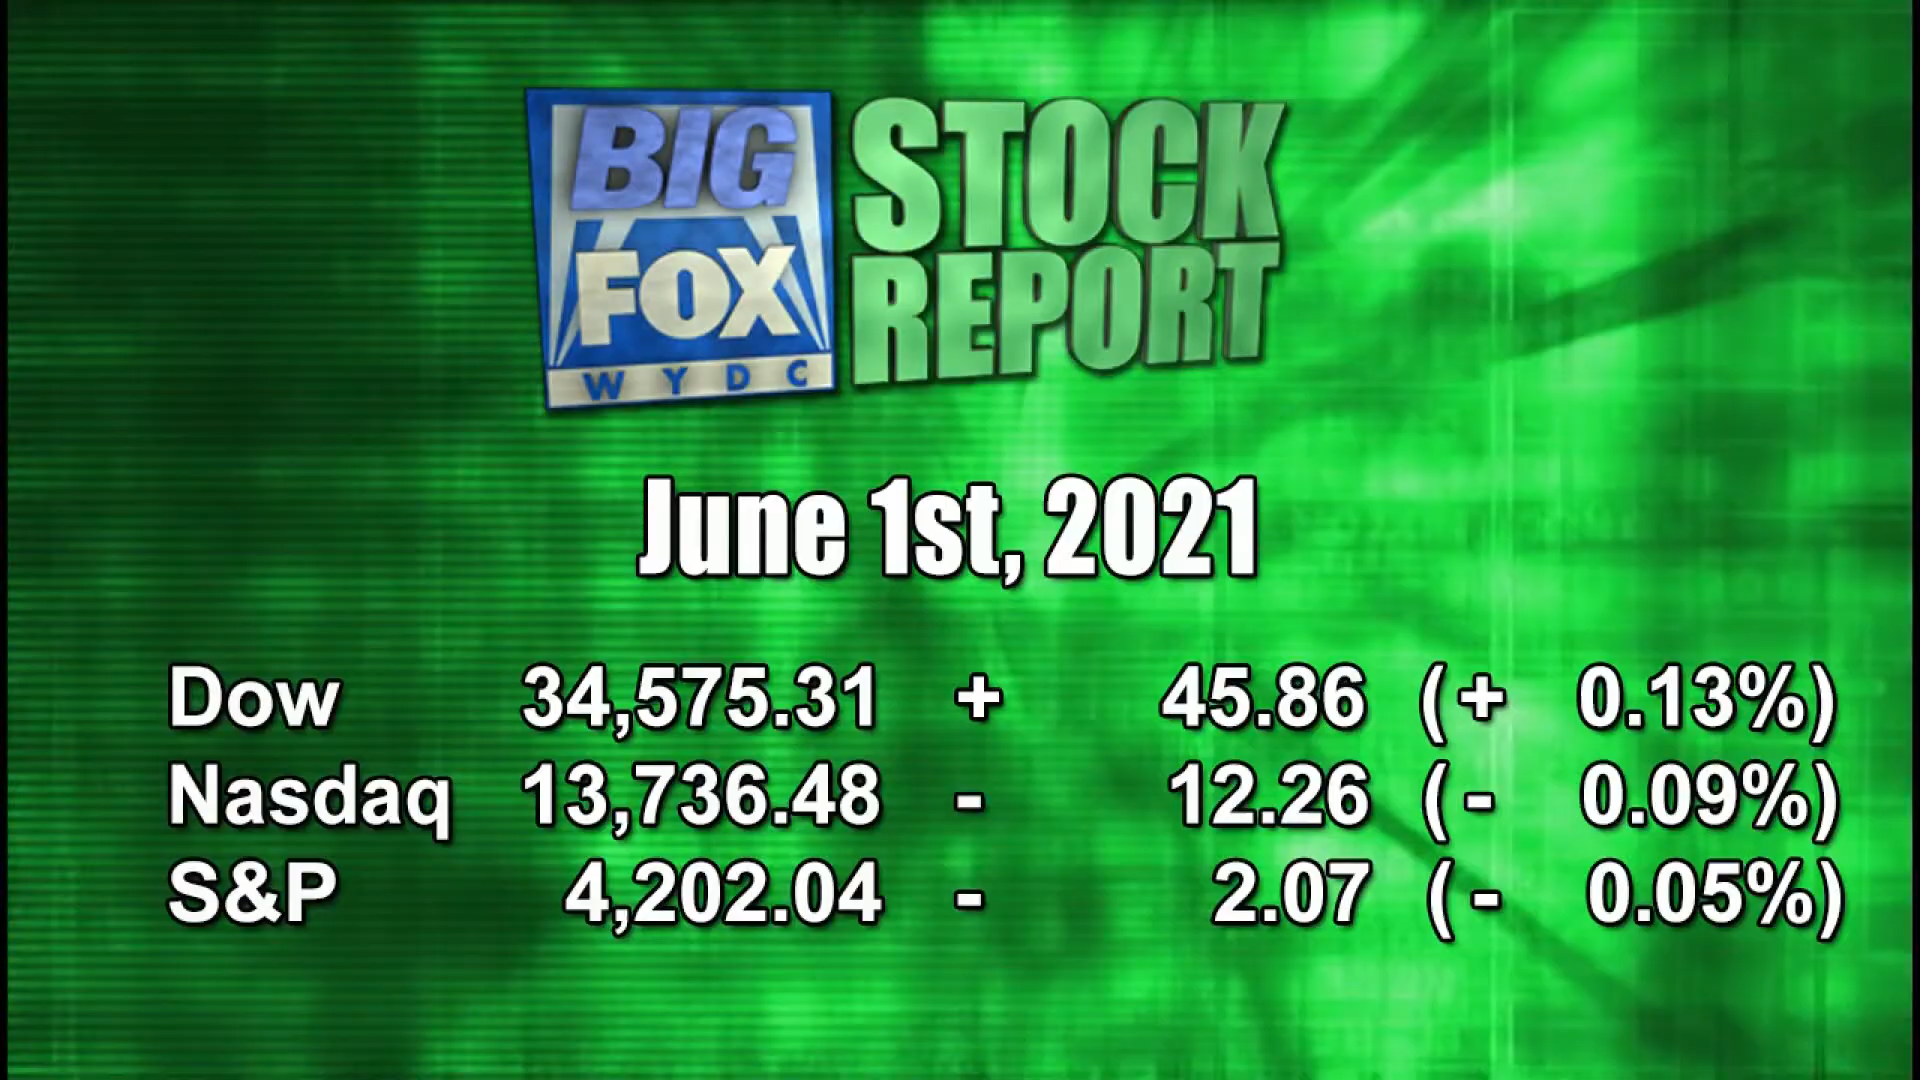 BIG
FOX
WYDC
STOCK
REPORT
June 1st, 2021
Dow 34,575.31 + 45.86 (+ 0.13%)
Nasdaq 13,736.48 - 12.26 (- 0.09%)
S&P 4,202.04 - 2.07 (- 0.05%)